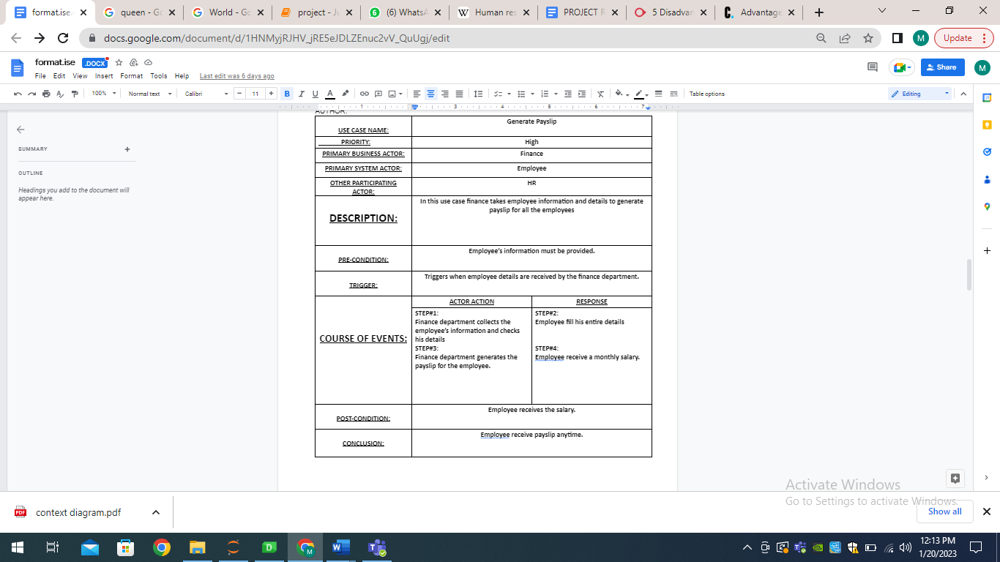 format.ise.
queen - Go
World - Go
project - Ju
(6) WhatsA
Human res
PROJECT R
5 Disadvan
Advantage
docs.google.com/document/d/1HNMyjRJHV_jRE5eJDLZEnuc2vV_QuUgj/edit
M
Update
format.ise .DOCX
File Edit View Insert Format Tools Help Last edit was 6 days ago
Share
M
100% Normal text Calibri 11 B I U A Table options Editing
1 2 3 4 5 6 7
AUTHOR:
SUMMARY
OUTLINE
Headings you add to the document will
appear here.
USE CASE NAME:
Generate Payslip
PRIORITY:
High
PRIMARY BUSINESS ACTOR:
Finance
PRIMARY SYSTEM ACTOR:
Employee
OTHER PARTICIPATING
ACTOR:
HR
DESCRIPTION:
In this use case finance takes employee information and details to generate
payslip for all the employees
PRE-CONDITION:
Employee's information must be provided.
TRIGGER:
Triggers when employee details are received by the finance department.
COURSE OF EVENTS:
ACTOR ACTION
RESPONSE
STEP#1:
Finance department collects the
employee's information and checks
his details
STEP#3:
Finance department generates the
payslip for the employee.
STEP#2:
Employee fill his entire details
STEP#4:
Employee receive a monthly salary.
POST-CONDITION:
Employee receives the salary.
CONCLUSION:
Employee receive payslip anytime.
Activate Windows
Go to Settings to activate Windows.
context diagram.pdf
Show all
12:13 PM
1/20/2023